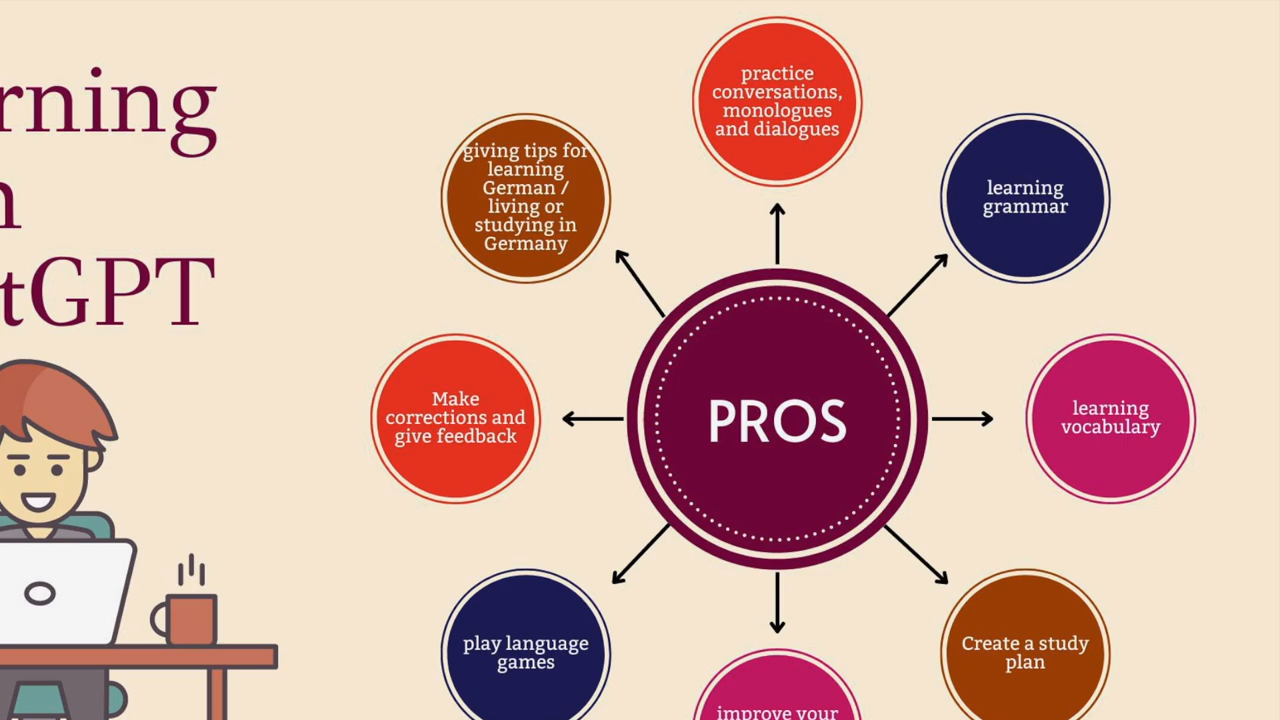 rning
n
tGPT
practice
conversations,
monologues
and dialogues
giving tips for
learning
German /
living or
studying in
Germany
learning
grammar
Make
corrections and
give feedback
PROS
learning
vocabulary
play language
games
Create a study
plan
improve your